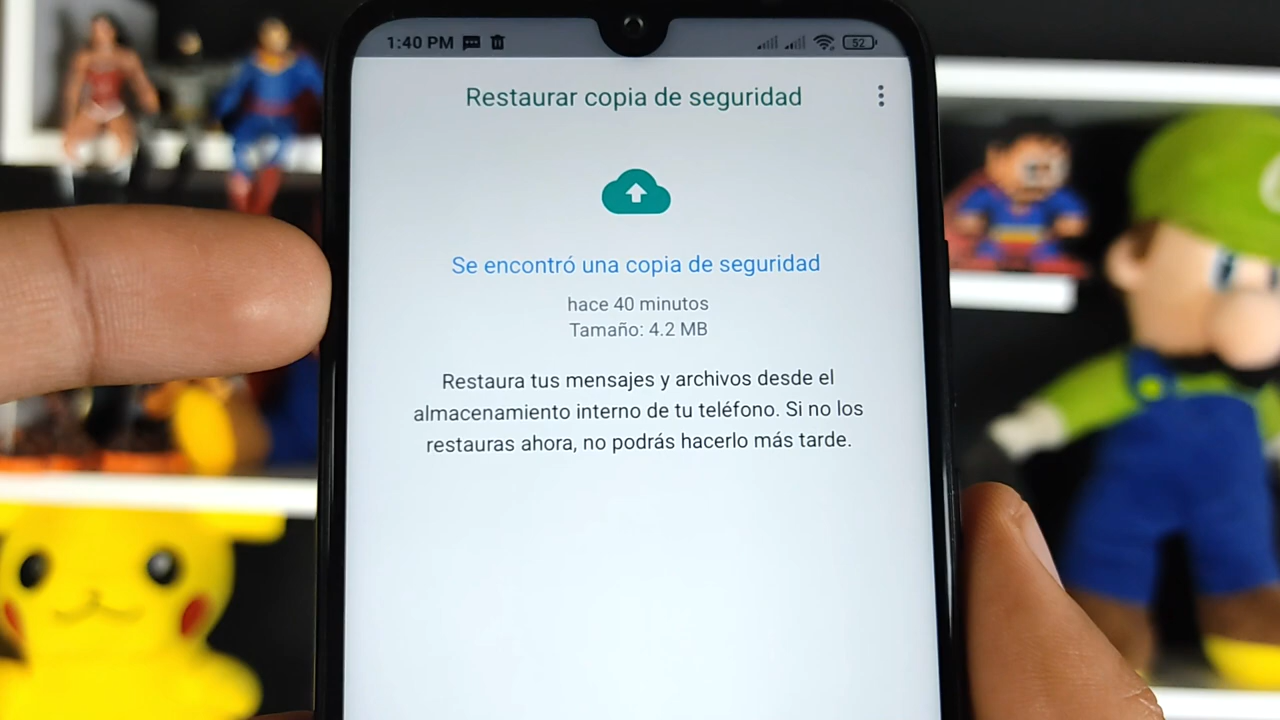 1:40 PM 52
Restaurar copia de seguridad
Se encontró una copia de seguridad
hace 40 minutos
Tamaño: 4.2 MB
Restaura tus mensajes y archivos desde el
almacenamiento interno de tu teléfono. Si no los
restauras ahora, no podrás hacerlo más tarde.